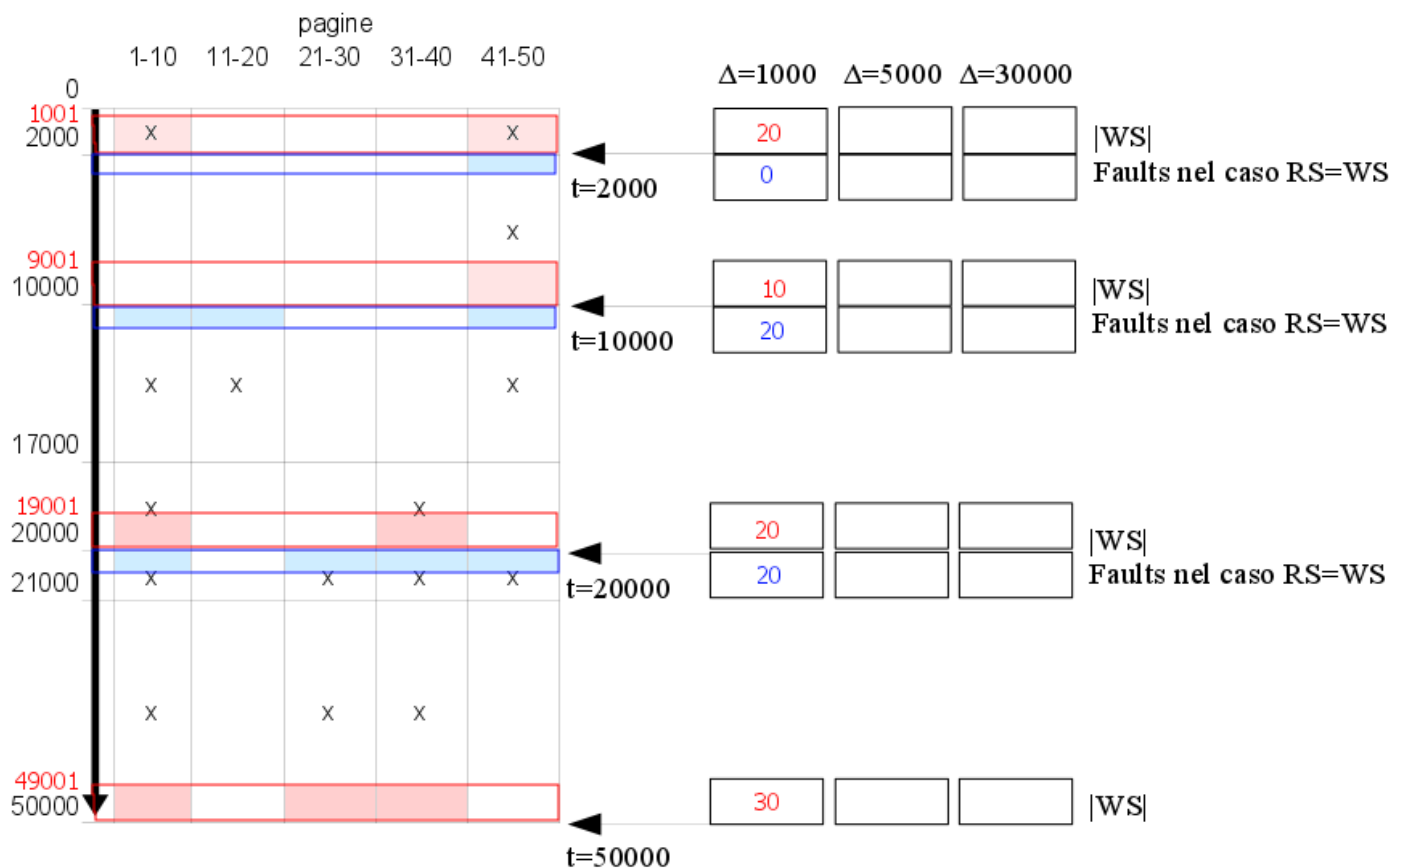 pagine
1-10 11-20 21-30 31-40 41-50
Δ=1000 Δ=5000 Δ=30000
0
1001
2000
X X
20
|WS|
0
Faults nel caso RS=WS
t=2000
X
9001
10000
10
|WS|
20
Faults nel caso RS=WS
t=10000
X X X
17000
19001
20000
X X
20
|WS|
20
Faults nel caso RS=WS
21000
X X X X
t=20000
X X X
49001
50000
30
|WS|
t=50000